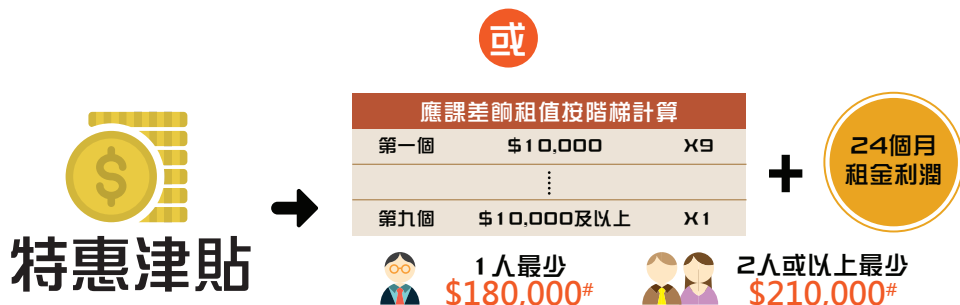 或
應課差餉租值按階梯計算
第一個 $10,000 X9
⋮
第九個 $10,000及以上 X1
+
24個月
租金利潤
$
特惠津貼
1人最少
$180,000#
2人或以上最少
$210,000#